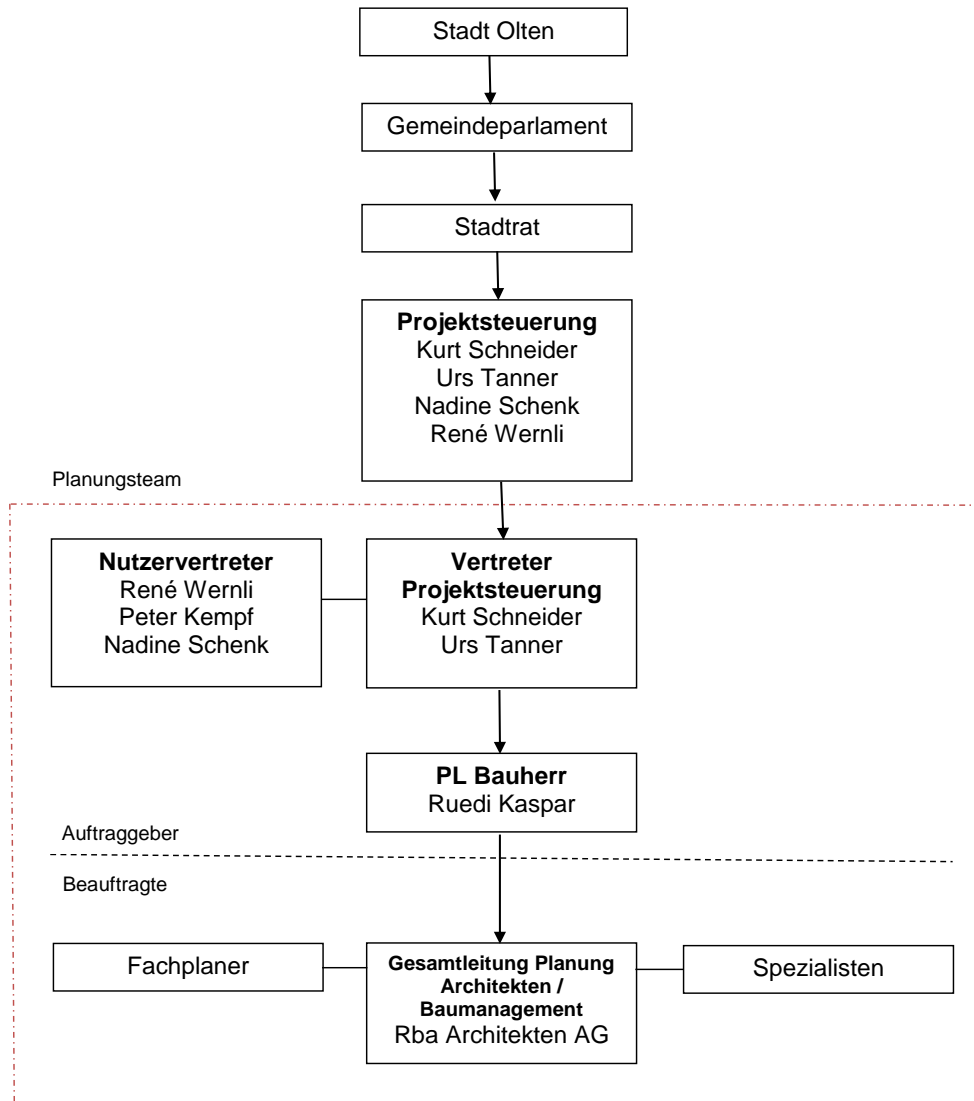 Stadt Olten
Gemeindeparlament
Stadtrat
Projektsteuerung
Kurt Schneider
Urs Tanner
Nadine Schenk
René Wernli
Planungsteam
Nutzervertreter
René Wernli
Peter Kempf
Nadine Schenk
Vertreter
Projektsteuerung
Kurt Schneider
Urs Tanner
PL Bauherr
Ruedi Kaspar
Auftraggeber
Beauftragte
Fachplaner
Gesamtleitung Planung
Architekten /
Baumanagement
Rba Architekten AG
Spezialisten